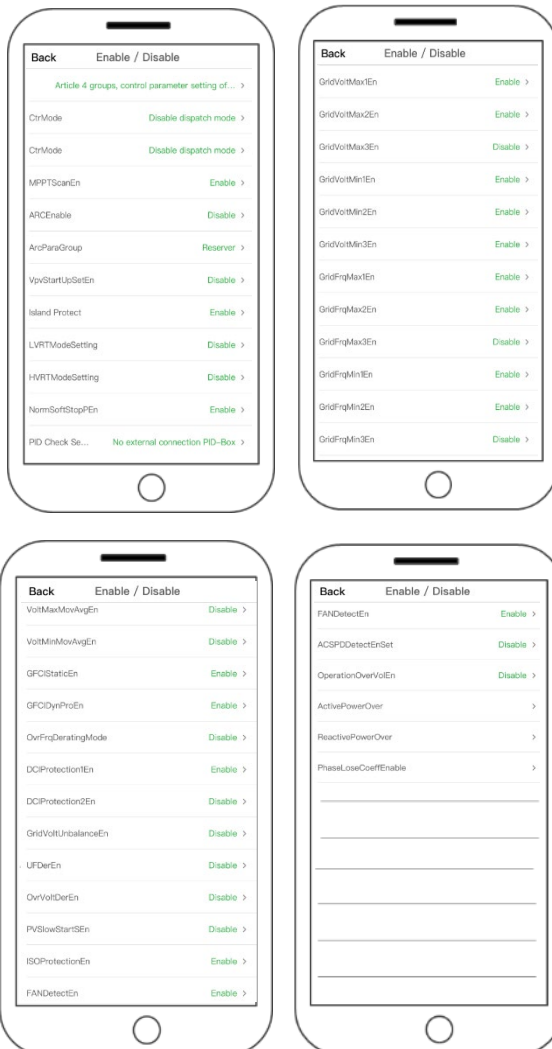 Back Enable / Disable
Article 4 groups, control parameter setting of... >
CtrMode Disable dispatch mode >
CtrMode Disable dispatch mode >
MPPTScanEn Enable >
ARCEnable Disable >
ArcParaGroup Reserver >
VpvStartUpSetEn Disable >
Island Protect Enable >
LVRTModeSetting Disable >
HVRTModeSetting Disable >
NormSoftStopPEn Enable >
PID Check Se... No external connection PID-Box >
Back Enable / Disable
GridVoltMax1En Enable >
GridVoltMax2En Enable >
GridVoltMax3En Disable >
GridVoltMin1En Enable >
GridVoltMin2En Enable >
GridVoltMin3En Enable >
GridFrqMax1En Enable >
GridFrqMax2En Enable >
GridFrqMax3En Disable >
GridFrqMin1En Enable >
GridFrqMin2En Enable >
GridFrqMin3En Disable >
Back Enable / Disable
VoltMaxMovAvgEn Disable >
VoltMinMovAvgEn Disable >
GFCIStaticEn Enable >
GFCIDynProEn Enable >
OvrFrqDeratingMode Disable >
DCIProtection1En Enable >
DCIProtection2En Disable >
GridVoltUnbalanceEn Disable >
UFDerEn Disable >
OvrVoltDerEn Disable >
PVSlowStartSEn Disable >
ISOProtectionEn Enable >
FANDetectEn Enable >
Back Enable / Disable
FANDetectEn Enable >
ACSPDDetectEnSet Disable >
OperationOverVolEn Disable >
ActivePowerOver >
ReactivePowerOver >
PhaseLoseCoeffEnable >